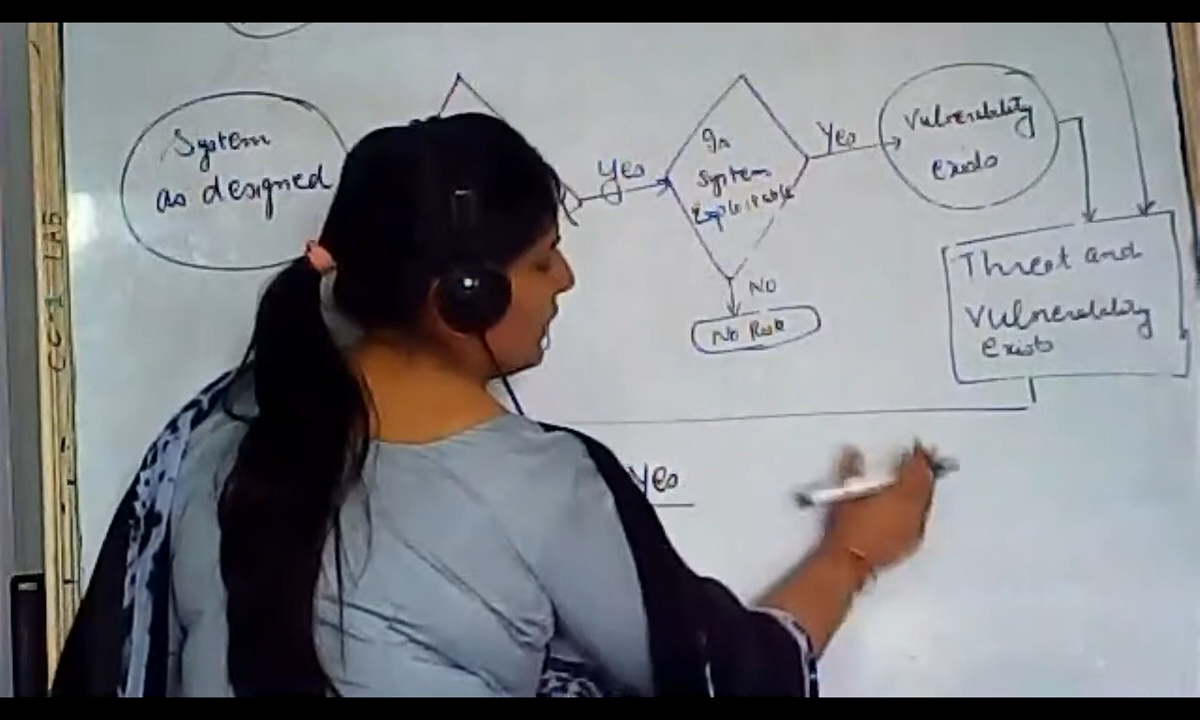 System
as designed
Yes
Is
System
Exploitable
Yes
Vulnerability
exists
NO
No Risk
Threat and
Vulnerability
exists
Yes